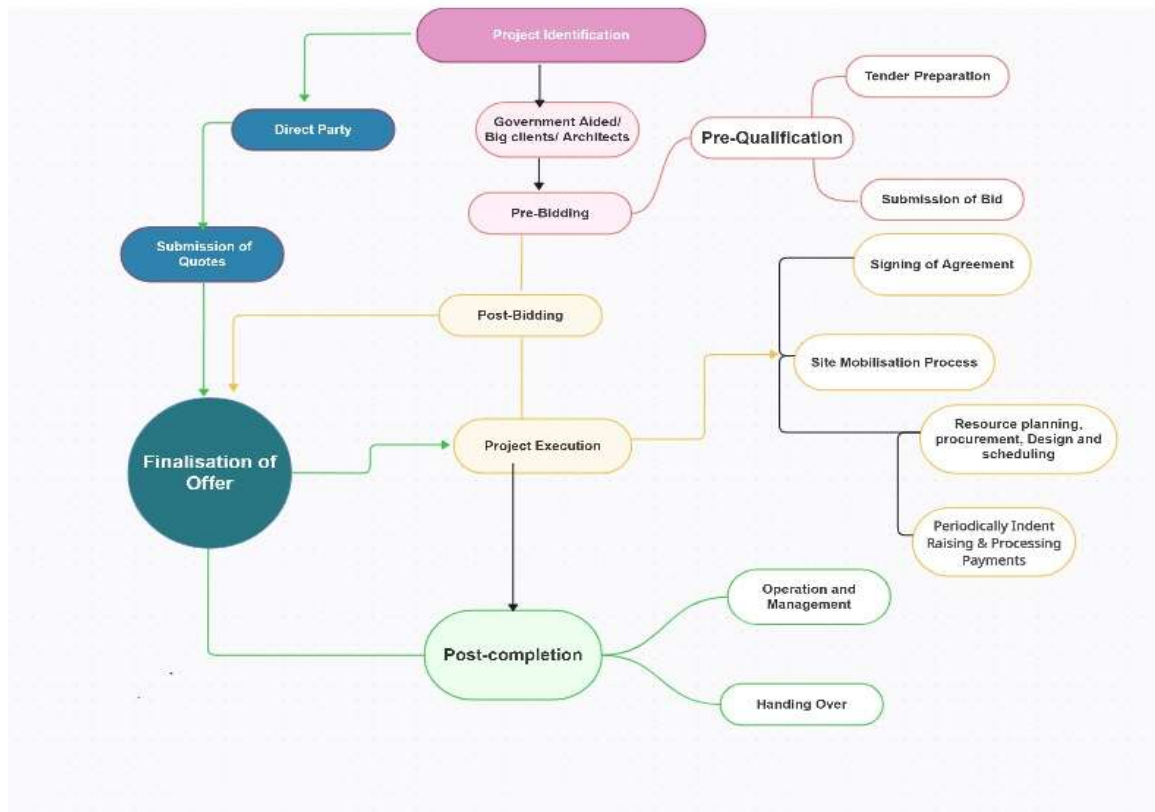 Project Identification
Tender Preparation
Direct Party
Government Aided/
Big clients/ Architects
Pre-Qualification
Pre-Bidding
Submission of Bid
Submission of
Quotes
Signing of Agreement
Post-Bidding
Site Mobilisation Process
Finalisation of
Offer
Project Execution
Resource planning,
procurement, Design and
scheduling
Periodically Indent
Raising & Processing
Payments
Operation and
Management
Post-completion
Handing Over